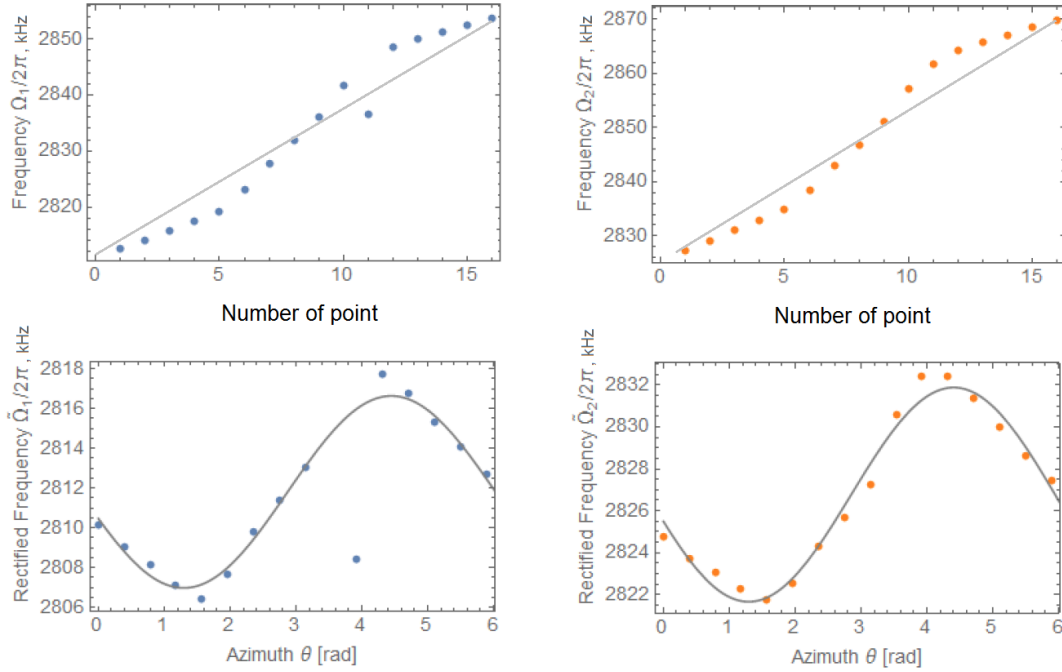 Frequency Ω₁/2π, kHz
2850
2840
2830
2820
0 5 10 15
Number of point
Frequency Ω₂/2π, kHz
2870
2860
2850
2840
2830
0 5 10 15
Number of point
Rectified Frequency Ω̃₁/2π, kHz
2818
2816
2814
2812
2810
2808
2806
0 1 2 3 4 5 6
Azimuth θ [rad]
Rectified Frequency Ω̃₂/2π, kHz
2832
2830
2828
2826
2824
2822
0 1 2 3 4 5 6
Azimuth θ [rad]